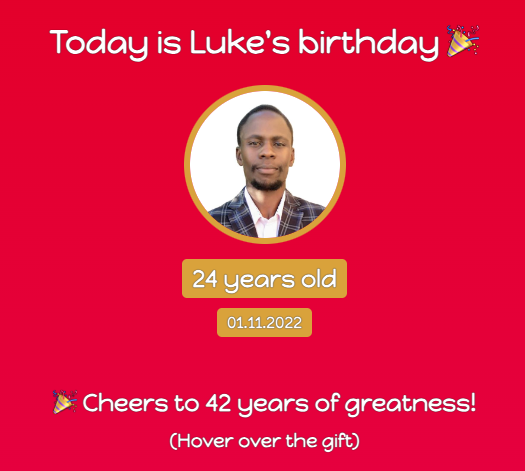 Today is Luke's birthday 🎉
24 years old
01.11.2022
🎉 Cheers to 42 years of greatness!
(Hover over the gift)